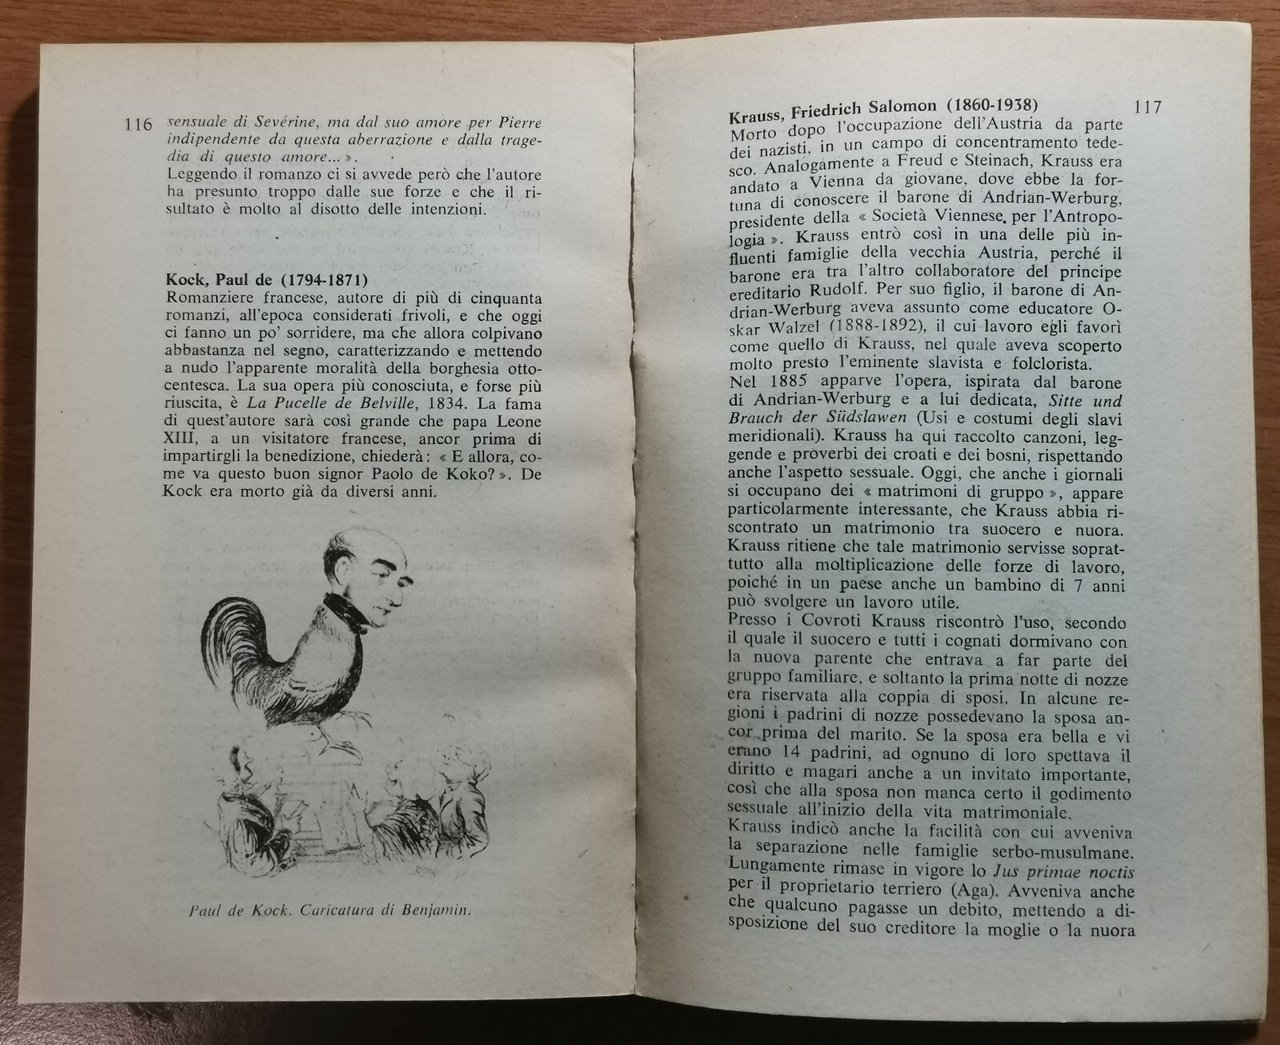 116
sensuale di Sevérine, ma dal suo amore per Pierre
indipendente da questa aberrazione e dalla trage-
dia di questo amore... ».
Leggendo il romanzo ci si avvede però che l'autore
ha presunto troppo dalle sue forze e che il ri-
sultato è molto al disotto delle intenzioni.
Kock, Paul de (1794-1871)
Romanziere francese, autore di più di cinquanta
romanzi, all'epoca considerati frivoli, e che oggi
ci fanno un po' sorridere, ma che allora colpivano
abbastanza nel segno, caratterizzando e mettendo
a nudo l'apparente moralità della borghesia otto-
centesca. La sua opera più conosciuta, e forse più
riuscita, è La Pucelle de Belville, 1834. La fama
di quest'autore sarà così grande che papa Leone
XIII, a un visitatore francese, ancor prima di
impartirgli la benedizione, chiederà: « E allora, co-
me va questo buon signor Paolo de Koko? ». De
Kock era morto già da diversi anni.
Paul de Kock. Caricatura di Benjamin.
117
Krauss, Friedrich Salomon (1860-1938)
Morto dopo l'occupazione dell'Austria da parte
dei nazisti, in un campo di concentramento tede-
sco. Analogamente a Freud e Steinach, Krauss era
andato a Vienna da giovane, dove ebbe la for-
tuna di conoscere il barone di Andrian-Werburg,
presidente della « Società Viennese per l'Antropo-
logia ». Krauss entrò così in una delle più in-
fluenti famiglie della vecchia Austria, perché il
barone era tra l'altro collaboratore del principe
ereditario Rudolf. Per suo figlio, il barone di An-
drian-Werburg aveva assunto come educatore O-
skar Walzel (1888-1892), il cui lavoro egli favorì
come quello di Krauss, nel quale aveva scoperto
molto presto l'eminente slavista e folclorista.
Nel 1885 apparve l'opera, ispirata dal barone
di Andrian-Werburg e a lui dedicata, Sitte und
Brauch der Südslawen (Usi e costumi degli slavi
meridionali). Krauss ha qui raccolto canzoni, leg-
gende e proverbi dei croati e dei bosni, rispettando
anche l'aspetto sessuale. Oggi, che anche i giornali
si occupano dei « matrimoni di gruppo », appare
particolarmente interessante, che Krauss abbia ri-
scontrato un matrimonio tra suocero e nuora.
Krauss ritiene che tale matrimonio servisse soprat-
tutto alla moltiplicazione delle forze di lavoro,
poiché in un paese anche un bambino di 7 anni
può svolgere un lavoro utile.
Presso i Covroti Krauss riscontrò l'uso, secondo
il quale il suocero e tutti i cognati dormivano con
la nuova parente che entrava a far parte del
gruppo familiare, e soltanto la prima notte di nozze
era riservata alla coppia di sposi. In alcune re-
gioni i padrini di nozze possedevano la sposa an-
cor prima del marito. Se la sposa era bella e vi
erano 14 padrini, ad ognuno di loro spettava il
diritto e magari anche a un invitato importante,
così che alla sposa non manca certo il godimento
sessuale all'inizio della vita matrimoniale.
Krauss indicò anche la facilità con cui avveniva
la separazione nelle famiglie serbo-musulmane.
Lungamente rimase in vigore lo Jus primae noctis
per il proprietario terriero (Aga). Avveniva anche
che qualcuno pagasse un debito, mettendo a di-
sposizione del suo creditore la moglie o la nuora